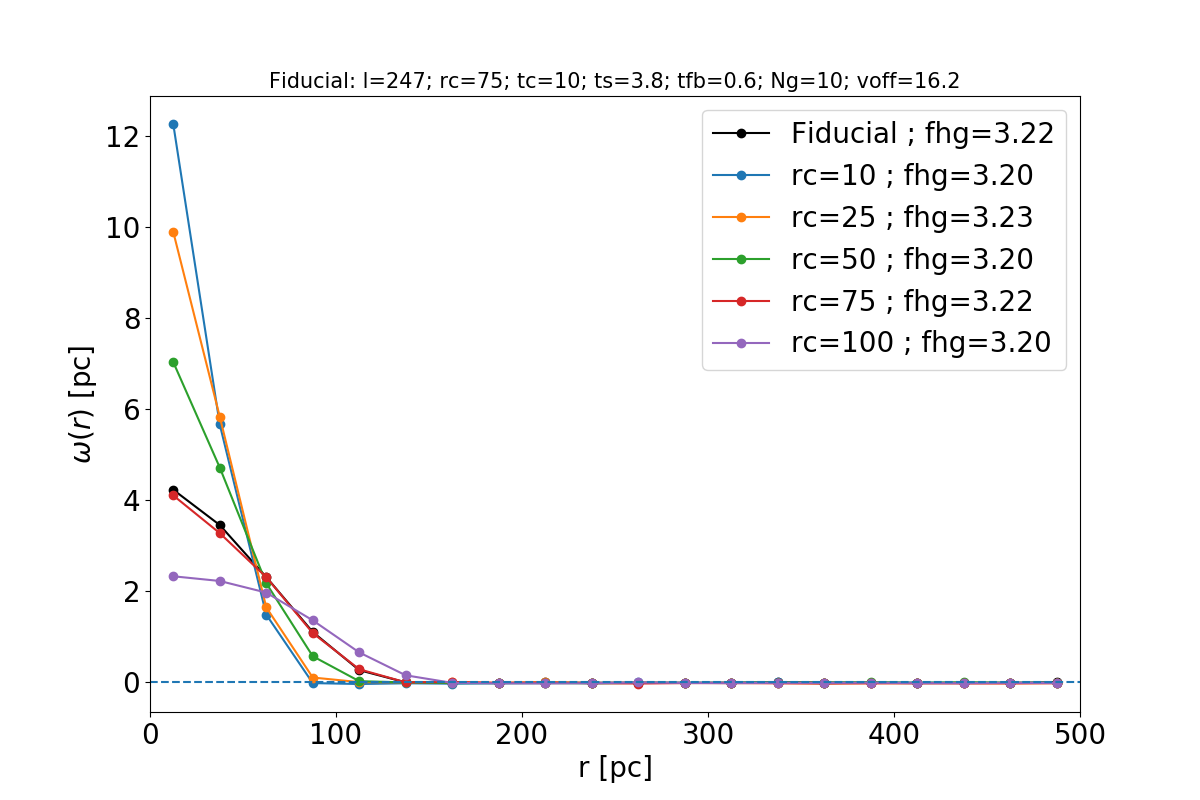 Fiducial: l=247; rc=75; tc=10; ts=3.8; tfb=0.6; Ng=10; voff=16.2
Fiducial ; fhg=3.22
rc=10 ; fhg=3.20
rc=25 ; fhg=3.23
rc=50 ; fhg=3.20
rc=75 ; fhg=3.22
rc=100 ; fhg=3.20
12
10
8
6
4
2
0
ω(r) [pc]
0 100 200 300 400 500
r [pc]